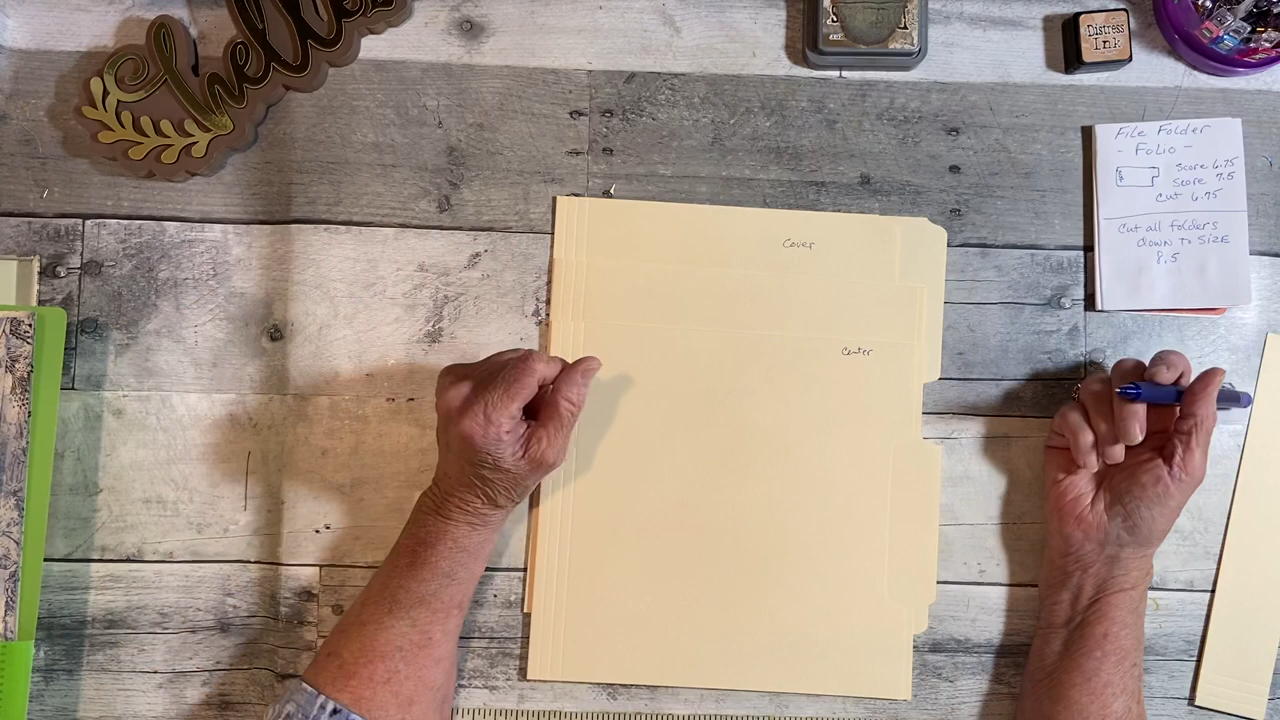 hello
Distress
Ink
File Folder
- Folio -
Score 6.75
Score 7.5
Cut 6.75
Cut all folders
down to SIZE
8.5
Cover
Center